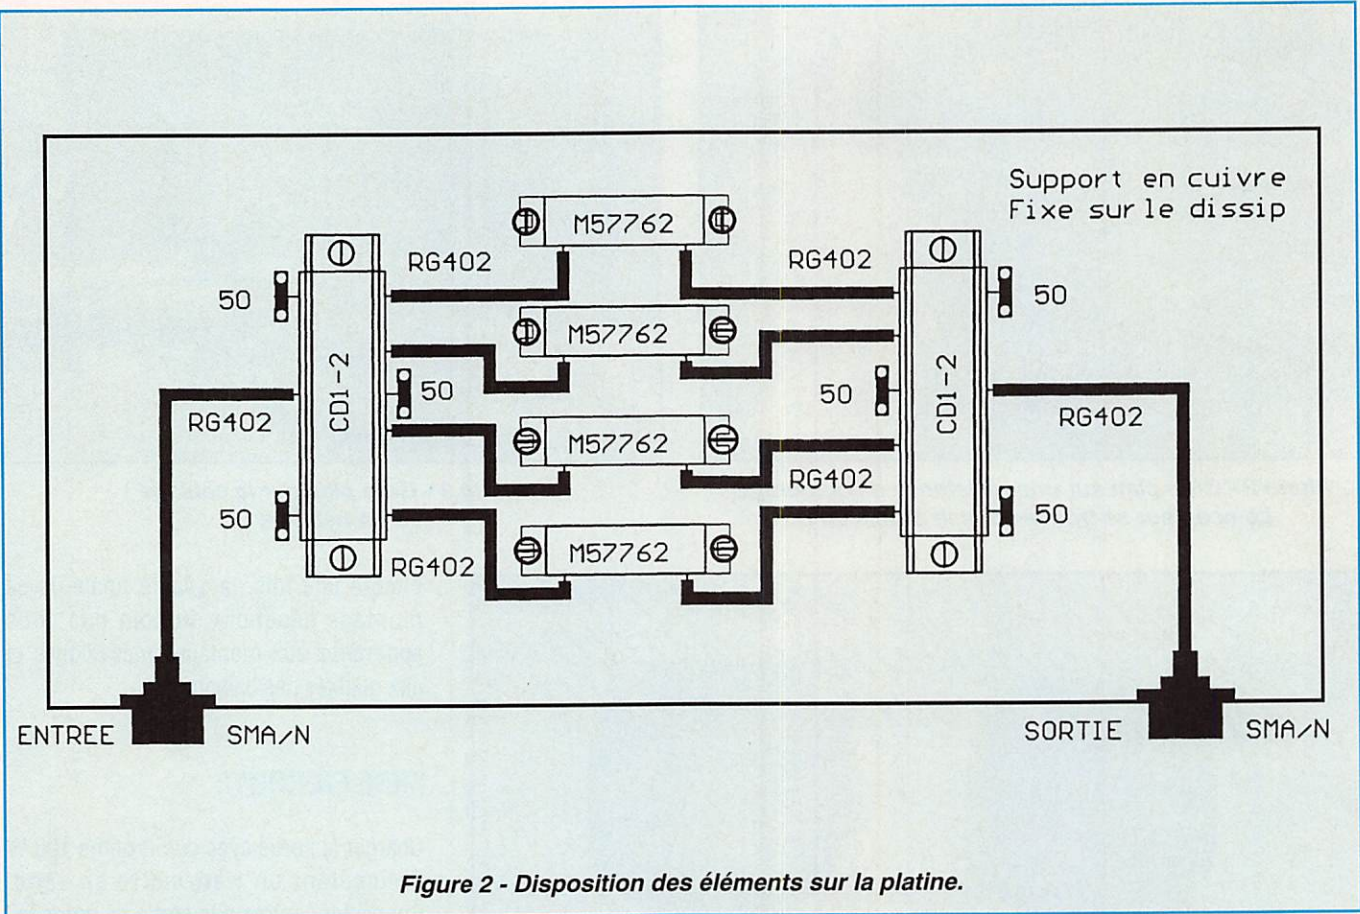 Support en cuivre
Fixe sur le dissip
M57762
RG402
RG402
50
50
M57762
CD1-2
50
50
CD1-2
RG402
RG402
M57762
RG402
50
50
RG402
M57762
ENTREE
SMA/N
SORTIE
SMA/N
Figure 2 - Disposition des éléments sur la platine.